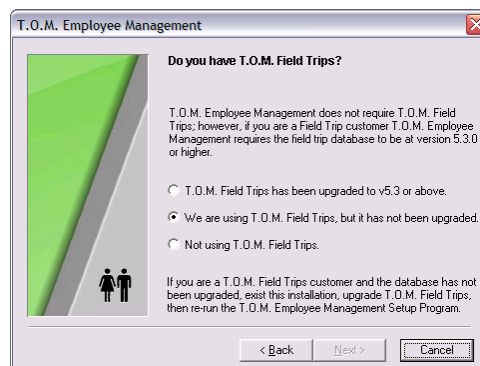 T.O.M. Employee Management
Do you have T.O.M. Field Trips?
T.O.M. Employee Management does not require T.O.M. Field
Trips; however, if you are a Field Trip customer T.O.M. Employee
Management requires the field trip database to be at version 5.3.0
or higher.
T.O.M. Field Trips has been upgraded to v5.3 or above.
We are using T.O.M. Field Trips, but it has not been upgraded.
Not using T.O.M. Field Trips.
If you are a T.O.M. Field Trips customer and the database has not
been upgraded, exist this installation, upgrade T.O.M. Field Trips,
then re-run the T.O.M. Employee Management Setup Program.
< Back
Next >
Cancel